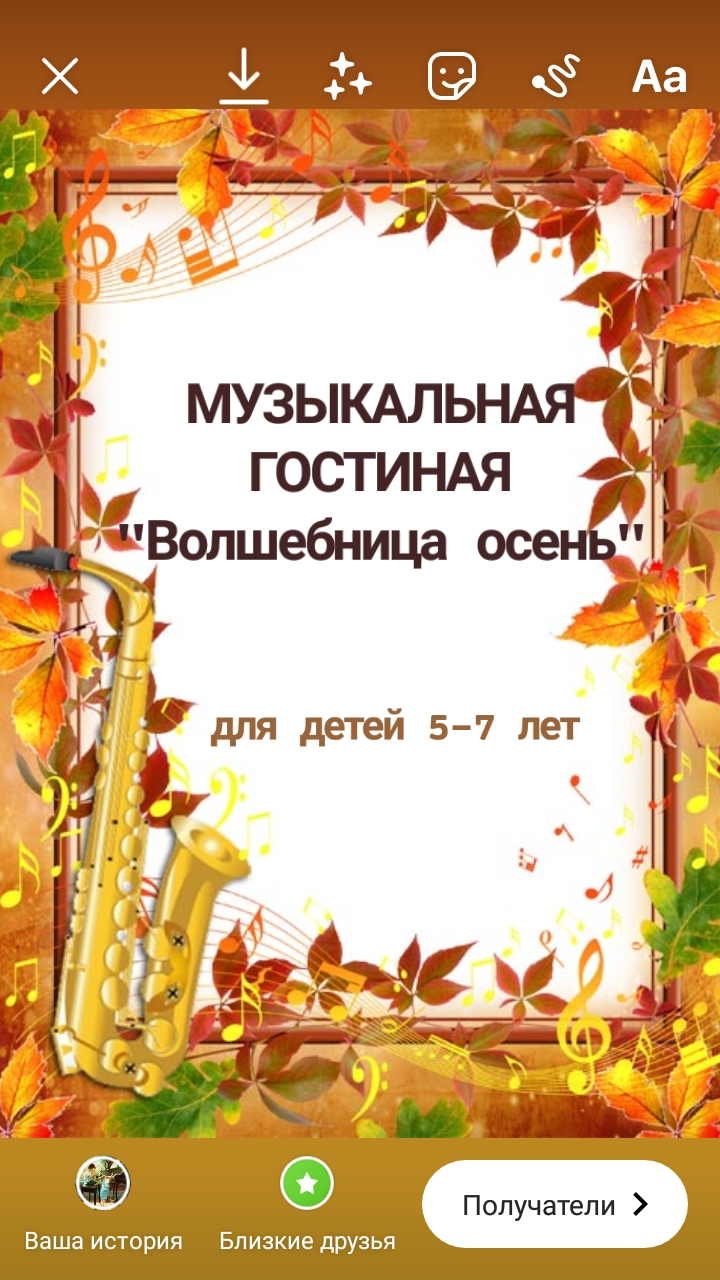 Aa
МУЗЫКАЛЬНАЯ
ГОСТИНАЯ
"Волшебница осень"
для детей 5-7 лет
Ваша история
Близкие друзья
Получатели